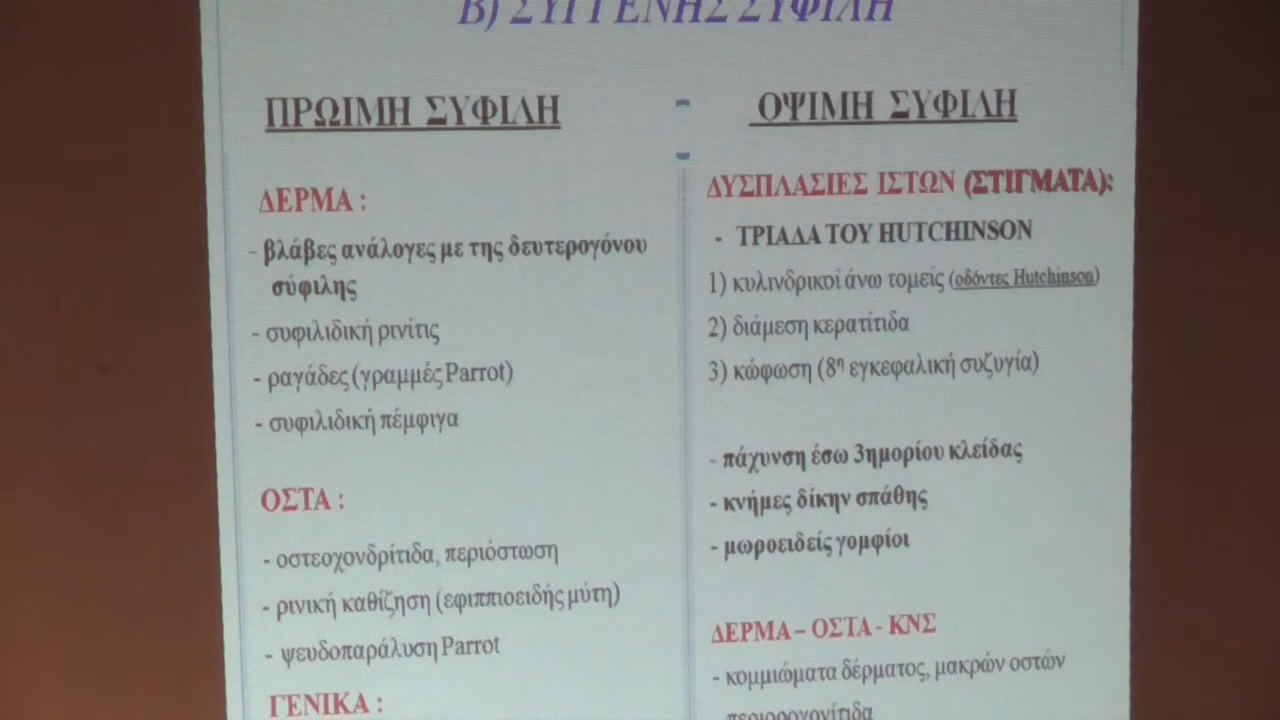 Β) ΣΥΓΓΕΝΗΣ ΣΥΦΙΛΗ
ΠΡΩΙΜΗ ΣΥΦΙΛΗ
ΔΕΡΜΑ :
- βλάβες ανάλογες με της δευτερογόνου
σύφιλης
- συφιλιδική ρινίτις
- ραγάδες (γραμμές Parrot)
- συφιλιδική πέμφιγα
ΟΣΤΑ :
- οστεοχονδρίτιδα, περιόστωση
- ρινική καθίζηση (εφιππιοειδής μύτη)
- ψευδοπαράλυση Parrot
ΓΕΝΙΚΑ :
ΟΨΙΜΗ ΣΥΦΙΛΗ
ΔΥΣΠΛΑΣΙΕΣ ΙΣΤΩΝ (ΣΤΙΓΜΑΤΑ):
- ΤΡΙΑΔΑ ΤΟΥ HUTCHINSON
1) κυλινδρικοί άνω τομείς (οδόντες Hutchinson)
2) διάμεση κερατίτιδα
3) κώφωση (8η εγκεφαλική συζυγία)
- πάχυνση έσω 3ημορίου κλείδας
- κνήμες δίκην σπάθης
- μωροειδείς γομφίοι
ΔΕΡΜΑ – ΟΣΤΑ - ΚΝΣ
- κομμιώματα δέρματος, μακρών οστών